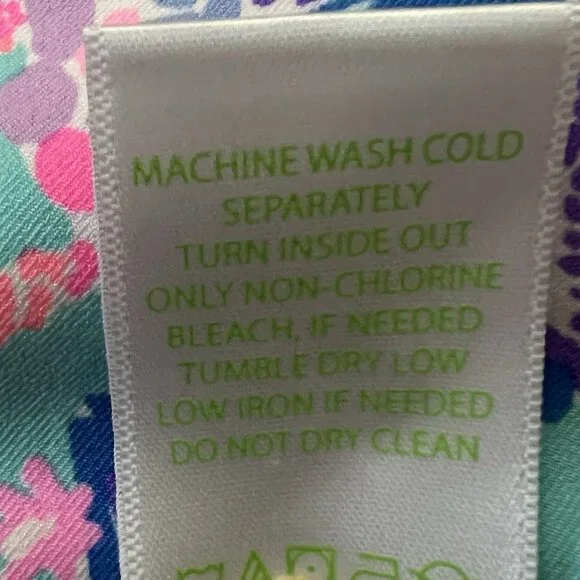 MACHINE WASH COLD
SEPARATELY
TURN INSIDE OUT
ONLY NON-CHLORINE
BLEACH, IF NEEDED
TUMBLE DRY LOW
LOW IRON IF NEEDED
DO NOT DRY CLEAN